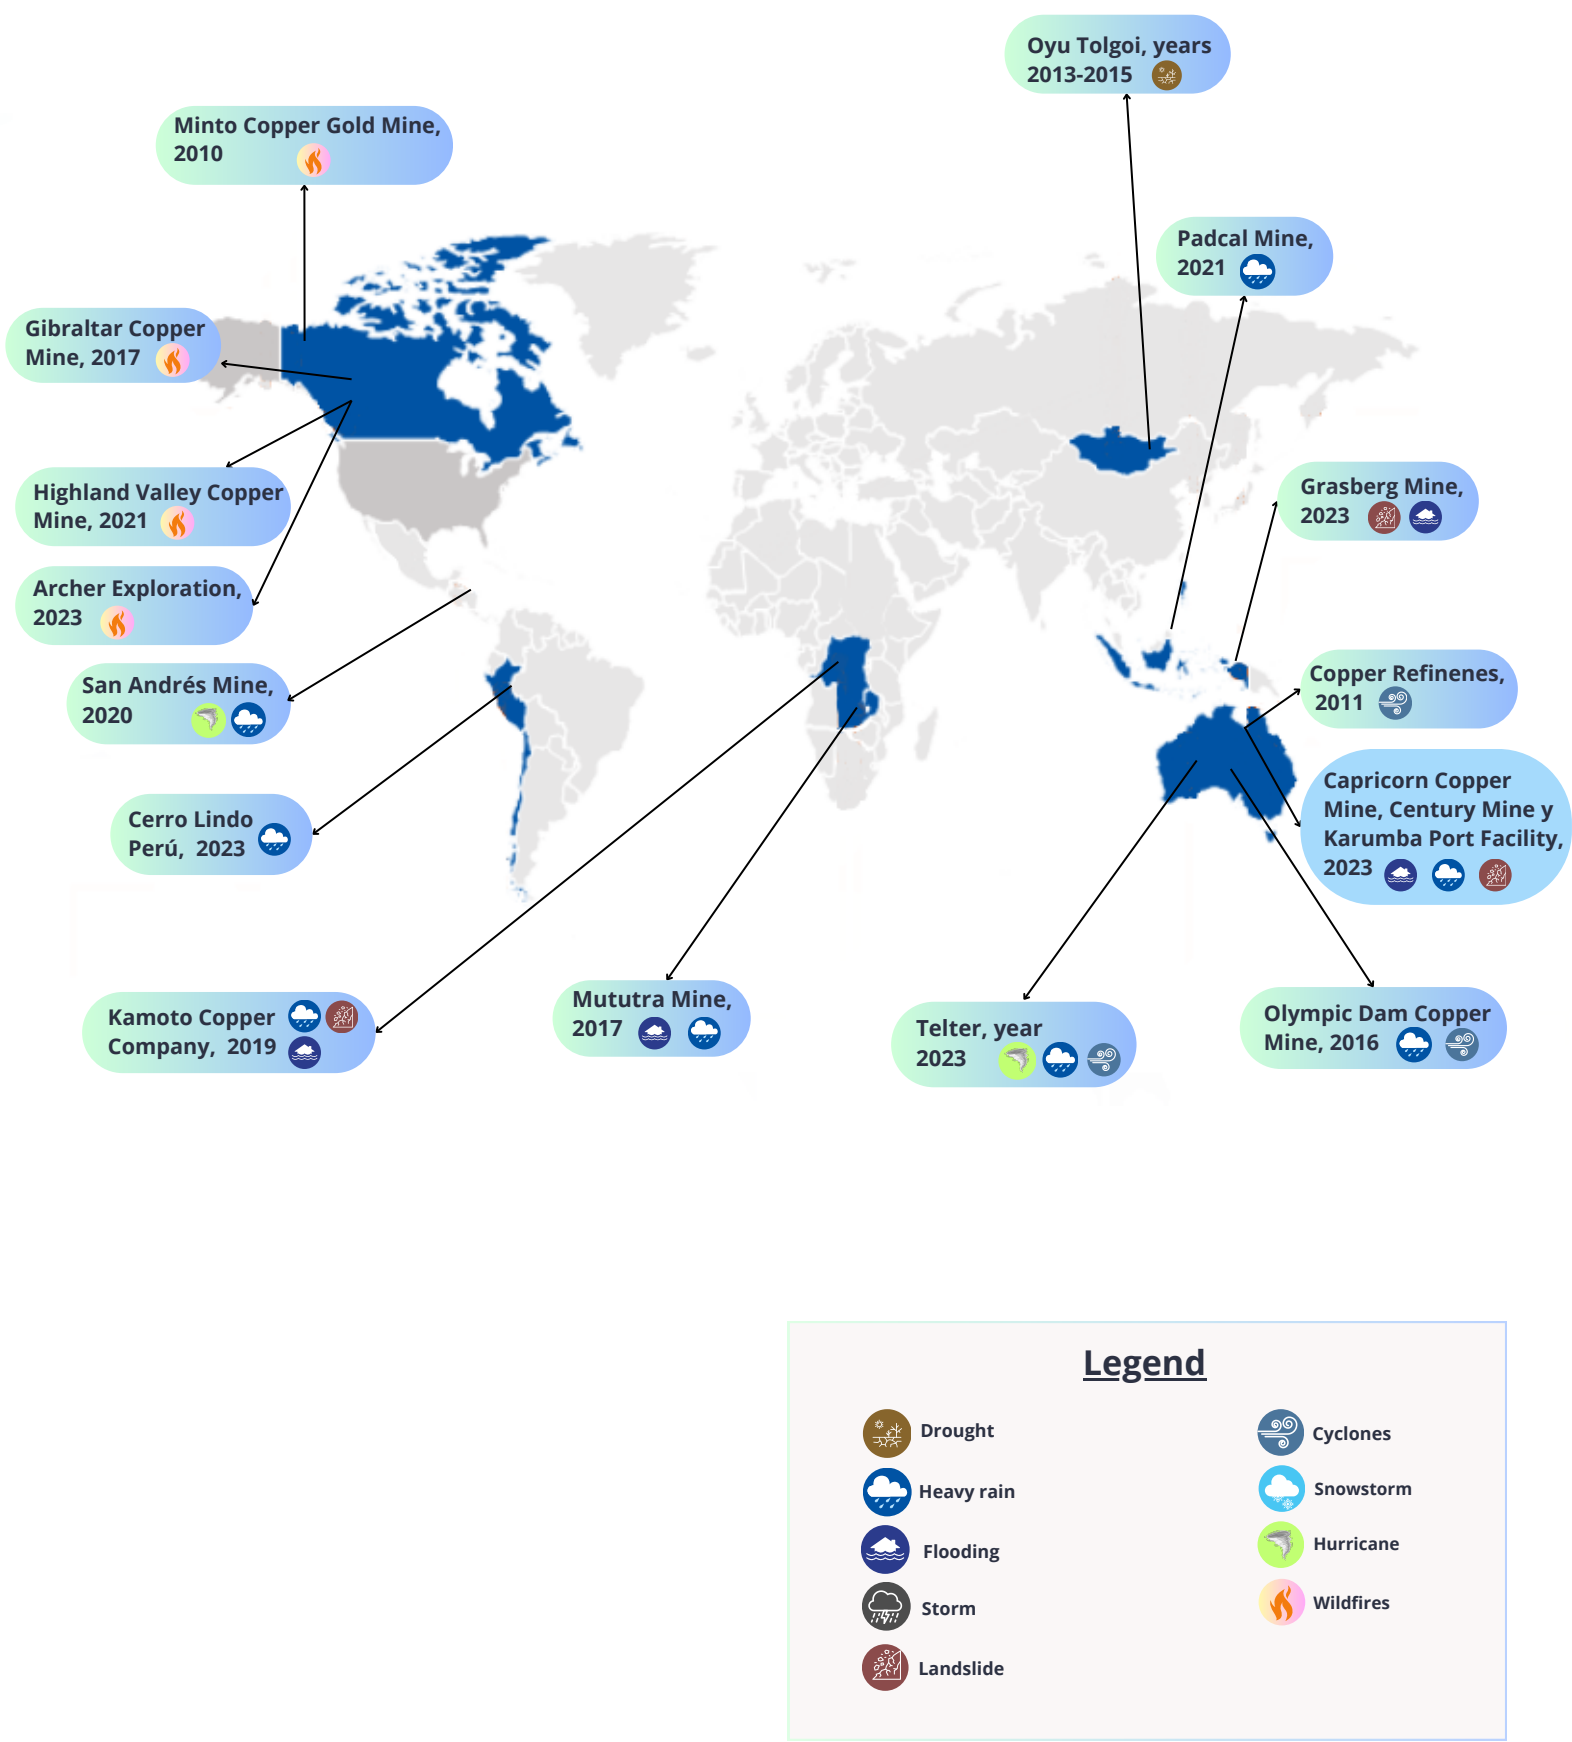 Oyu Tolgoi, years
2013-2015
Minto Copper Gold Mine,
2010
Padcal Mine,
2021
Gibraltar Copper
Mine, 2017
Highland Valley Copper
Mine, 2021
Grasberg Mine,
2023
Archer Exploration,
2023
San Andrés Mine,
2020
Copper Refinenes,
2011
Capricorn Copper
Mine, Century Mine y
Karumba Port Facility,
2023
Cerro Lindo
Perú, 2023
Kamoto Copper
Company, 2019
Mututra Mine,
2017
Telter, year
2023
Olympic Dam Copper
Mine, 2016
Legend
Drought
Heavy rain
Flooding
Storm
Landslide
Cyclones
Snowstorm
Hurricane
Wildfires